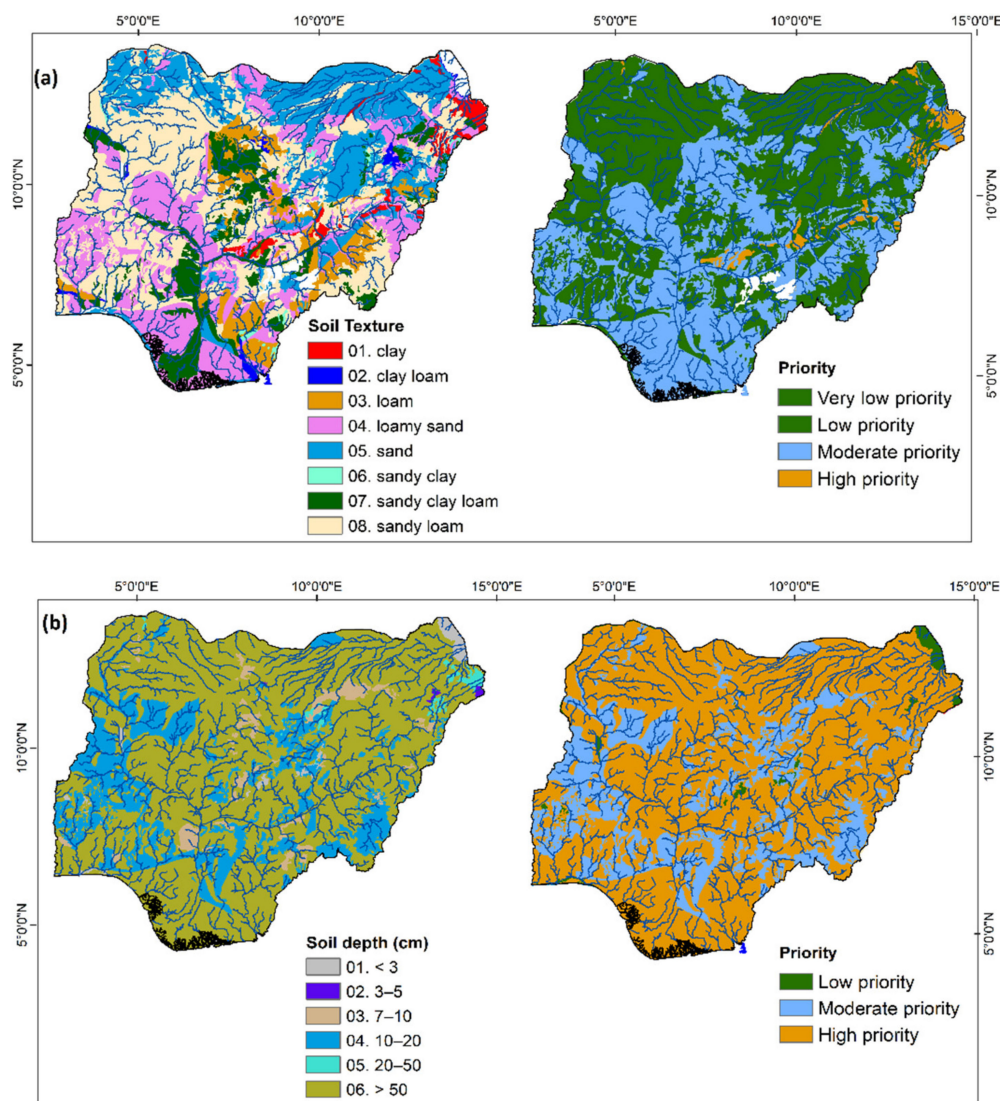 5°0'0"E 10°0'0"E 5°0'0"E 10°0'0"E 15°0'0"E
(a)
10°0'0"N
10°0'0"N
5°0'0"N
5°0'0"N
Soil Texture
01. clay
02. clay loam
03. loam
04. loamy sand
05. sand
06. sandy clay
07. sandy clay loam
08. sandy loam
Priority
Very low priority
Low priority
Moderate priority
High priority
5°0'0"E 10°0'0"E 15°0'0"E 5°0'0"E 10°0'0"E 15°0'0"E
(b)
10°0'0"N
10°0'0"N
5°0'0"N
5°0'0"N
Soil depth (cm)
01. < 3
02. 3–5
03. 7–10
04. 10–20
05. 20–50
06. > 50
Priority
Low priority
Moderate priority
High priority